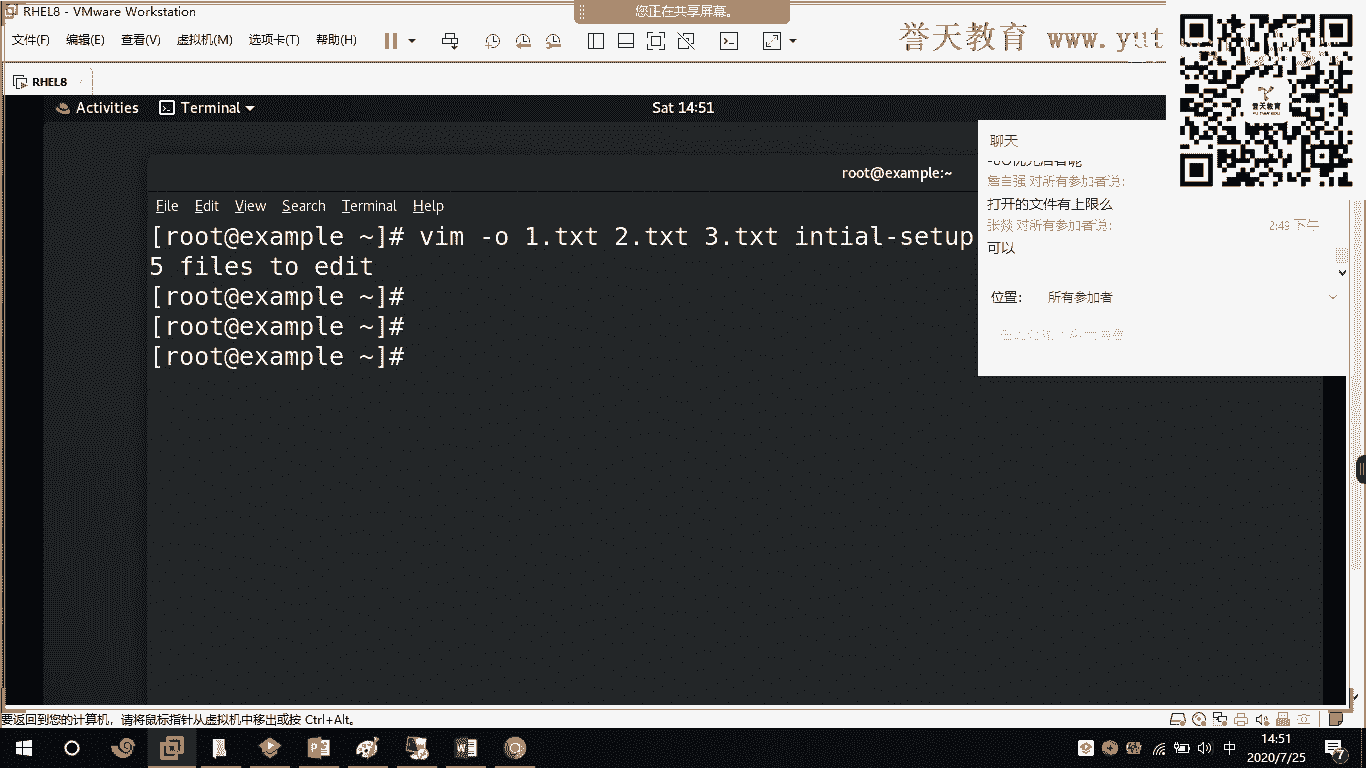 RHEL8 - VMware Workstation
您正在共享屏幕。
文件(F) 编辑(E) 查看(V) 虚拟机(M) 选项卡(T) 帮助(H)
誉天教育 www.yut
RHEL8
誉天教育
Activities Terminal Sat 14:51
聊天
root@example:~
对所有参加者说:
打开的文件有上限么
对所有参加者说: 2:49 下午
可以
File Edit View Search Terminal Help
[root@example ~]# vim -o 1.txt 2.txt 3.txt intial-setup
5 files to edit
[root@example ~]#
[root@example ~]#
[root@example ~]#
位置: 所有参加者
要返回到您的计算机，请将鼠标指针从虚拟机中移出或按 Ctrl+Alt。
中
14:51
2020/7/25
7